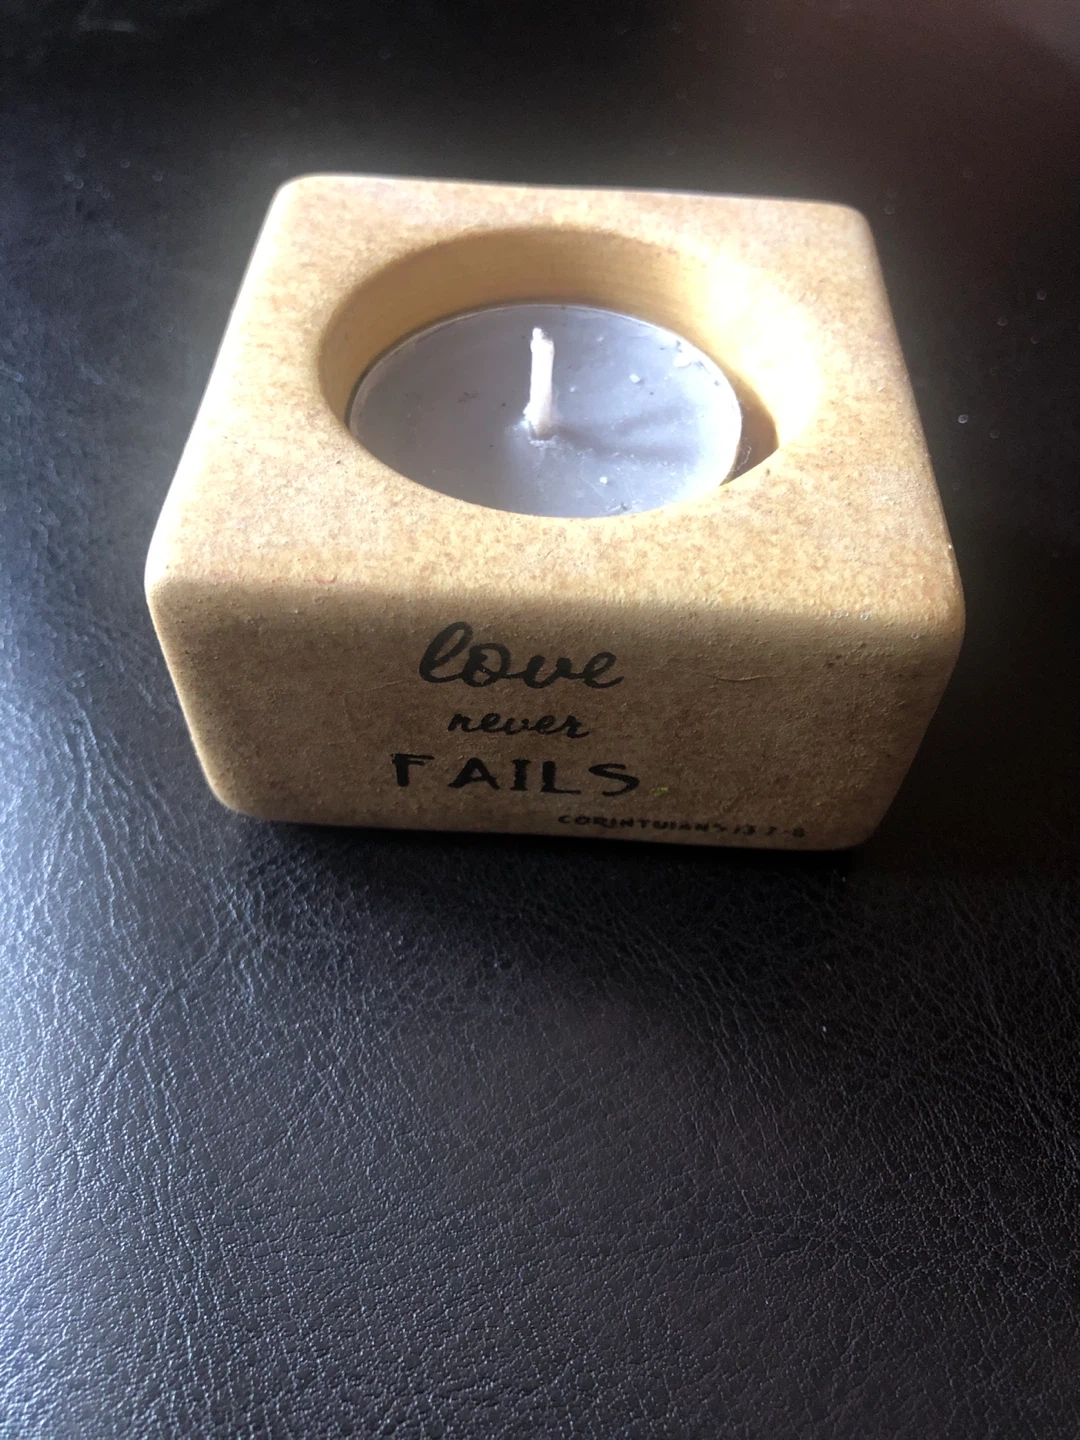 love
never
FAILS
CORINTHIANS 13 7-8